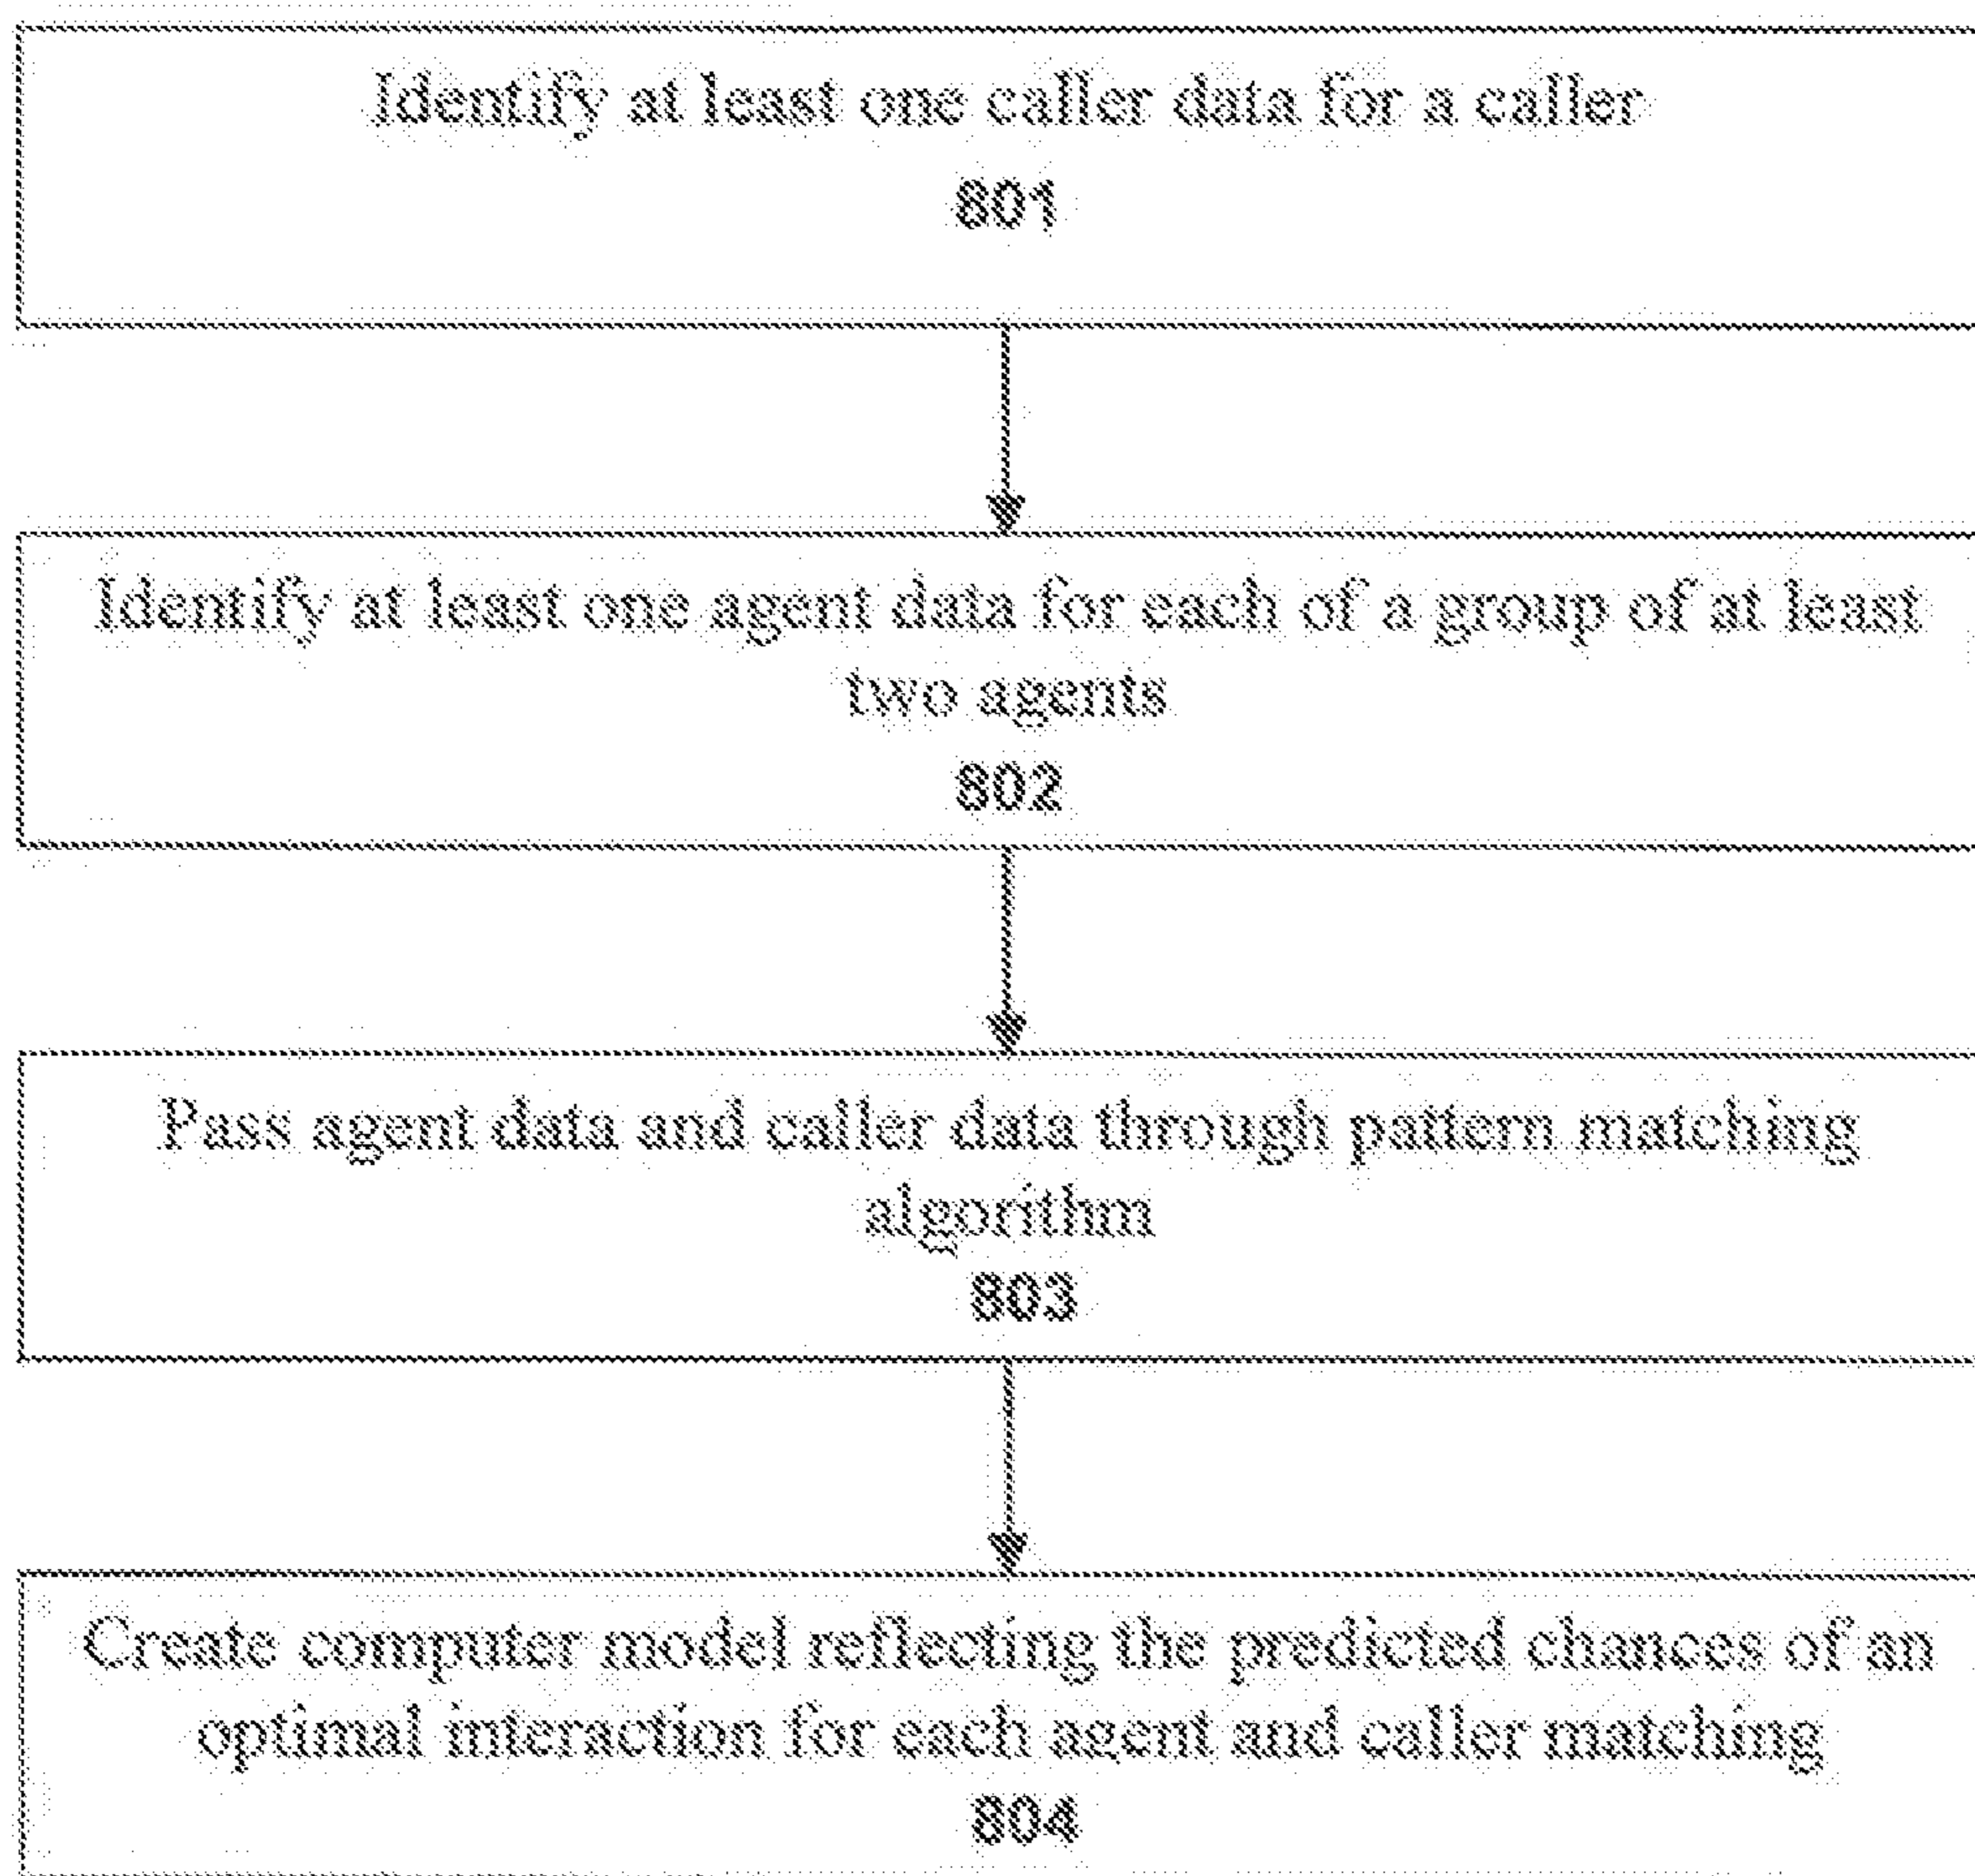 Identify at least one caller data for a caller
801
Identify at least one agent data for each of a group of at least
two agents
802
Pass agent data and caller data through pattern matching
algorithm
803
Create computer model reflecting the predicted chances of an
optimal interaction for each agent and caller matching
804